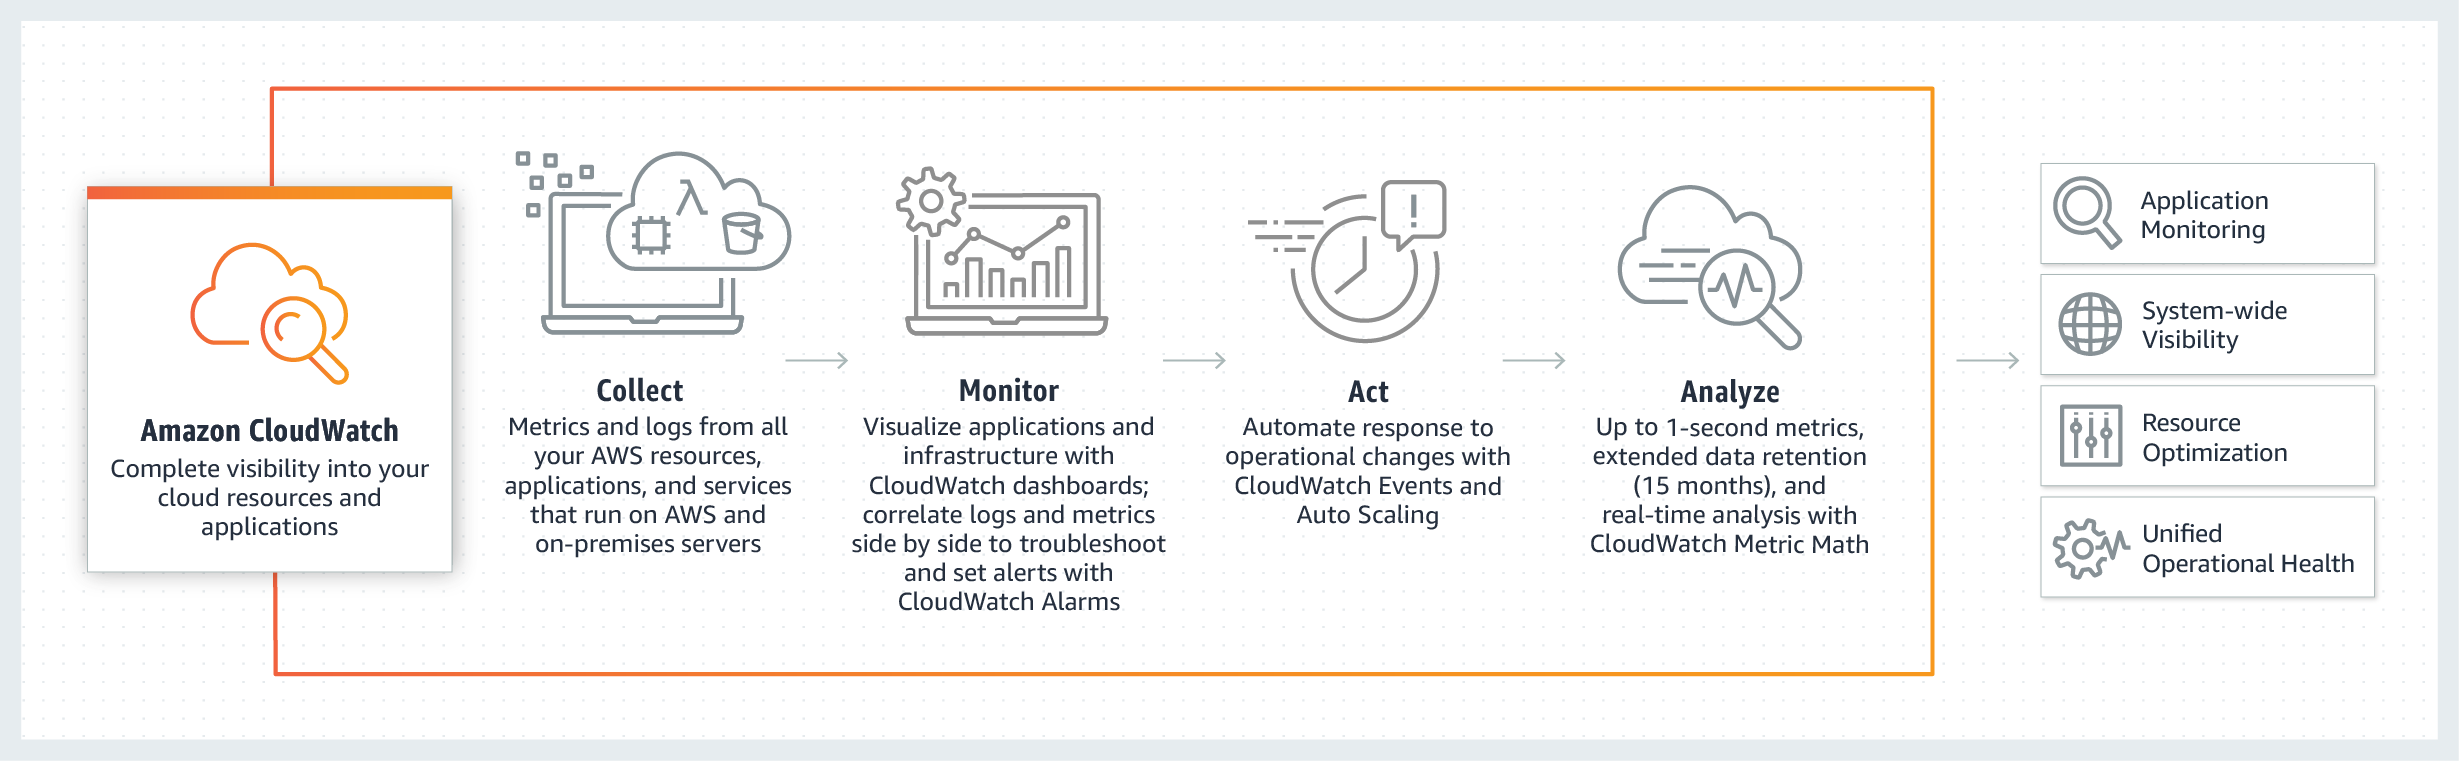 Amazon CloudWatch
Complete visibility into your
cloud resources and
applications
Collect
Metrics and logs from all
your AWS resources,
applications, and services
that run on AWS and
on-premises servers
Monitor
Visualize applications and
infrastructure with
CloudWatch dashboards;
correlate logs and metrics
side by side to troubleshoot
and set alerts with
CloudWatch Alarms
Act
Automate response to
operational changes with
CloudWatch Events and
Auto Scaling
Analyze
Up to 1-second metrics,
extended data retention
(15 months), and
real-time analysis with
CloudWatch Metric Math
Application
Monitoring
System-wide
Visibility
Resource
Optimization
Unified
Operational Health